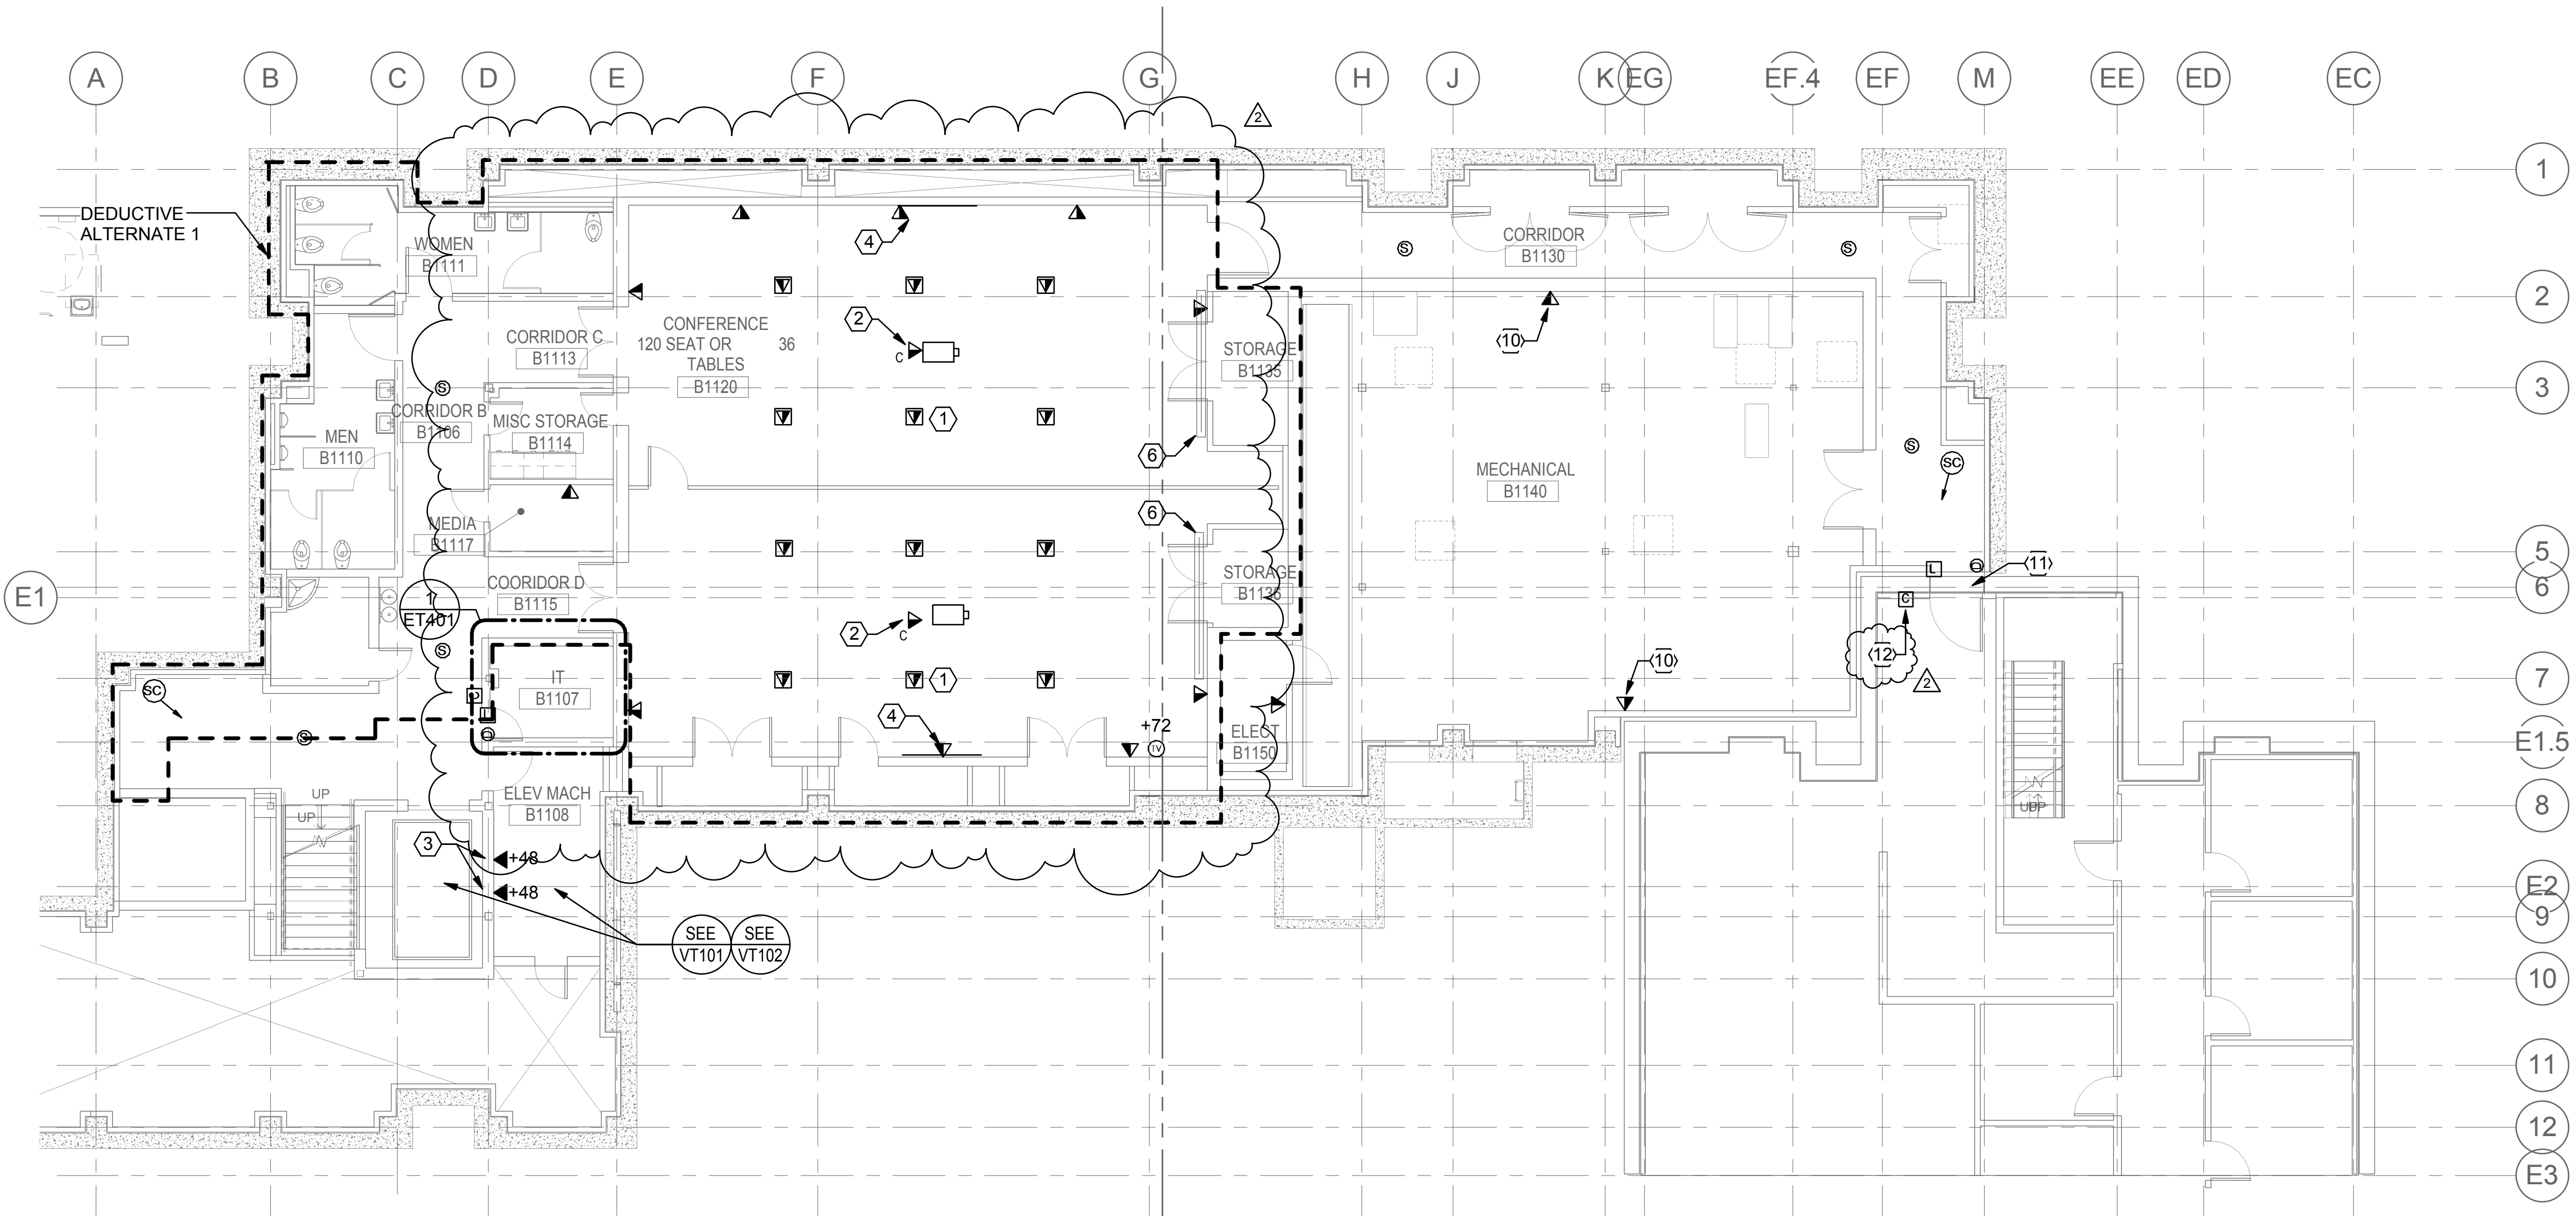 A B C D E F G H J K EG EF.4 EF M EE ED EC
2
1
DEDUCTIVE
ALTERNATE 1
WOMEN
B1111
4
CORRIDOR
B1130
S
S
2
2
CONFERENCE
120 SEAT OR 36
TABLES
B1120
CORRIDOR C
B1113
C
10
STORAGE
B1135
S
3
CORRIDOR B
B1106
MISC STORAGE
B1114
1
MEN
B1110
6
S
SC
MECHANICAL
B1140
MEDIA
B1117
6
5
L
11
6
E1
COORIDOR D
B1115
STORAGE
B1136
1
ET401
C
2
C
12
S
10
IT
B1107
1
7
2
SC
C
L
4
+72
TV
S
ELECT
B1150
E1.5
UP
UP
ELEV MACH
B1108
8
3
+48
+48
E2
9
SEE
VT101
SEE
VT102
10
11
12
E3